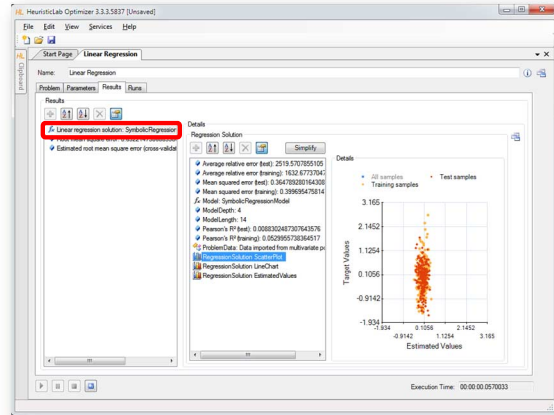 HeuristicLab Optimizer 3.3.3.5837 [Unsaved]
File Edit View Services Help
Start Page Linear Regression
Clipboard
Name: Linear Regression
Problem Parameters Results Runs
Results
Linear regression solution: SymbolicRegression
Estimated root mean square error (cross-validat
Details
Regression Solution
Simplify
Average relative error (test): 2519.5707855105
Average relative error (training): 1632.67737047
Mean squared error (test): 0.364789280164308
Mean squared error (training): 0.399695475814
Model: SymbolicRegressionModel
ModelDepth: 4
ModelLength: 14
Pearson's R² (test): 0.0088302487307643576
Pearson's R² (training): 0.0529955738364517
ProblemData: Data imported from multivariate po
RegressionSolution ScatterPlot
RegressionSolution LineChart
RegressionSolution EstimatedValues
Details
All samples Test samples
Training samples
Target Values
3.165
2.1452
1.1254
0.1056
-0.9142
-1.934
-1.934 0.1056 2.1452
-0.9142 1.1254 3.165
Estimated Values
Execution Time: 00:00:00.0570033